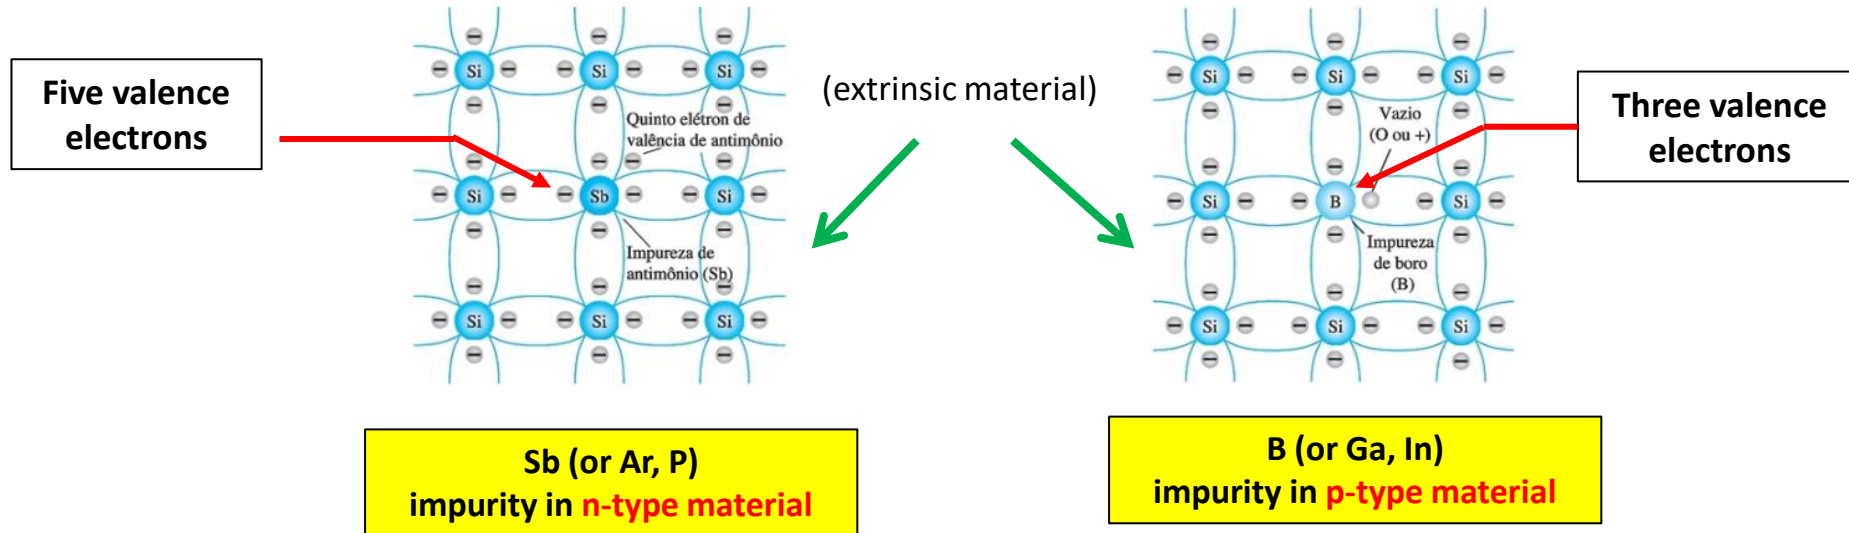 Five valence
electrons
(extrinsic material)
Three valence
electrons
Si Si Si
Quinto elétron de
valência de antimônio
Si Sb Si
Impureza de
antimônio (Sb)
Si Si Si
Si Si Si
Vazio
(O ou +)
Si B Si
Impureza
de boro
(B)
Si Si Si
Sb (or Ar, P)
impurity in n-type material
B (or Ga, In)
impurity in p-type material